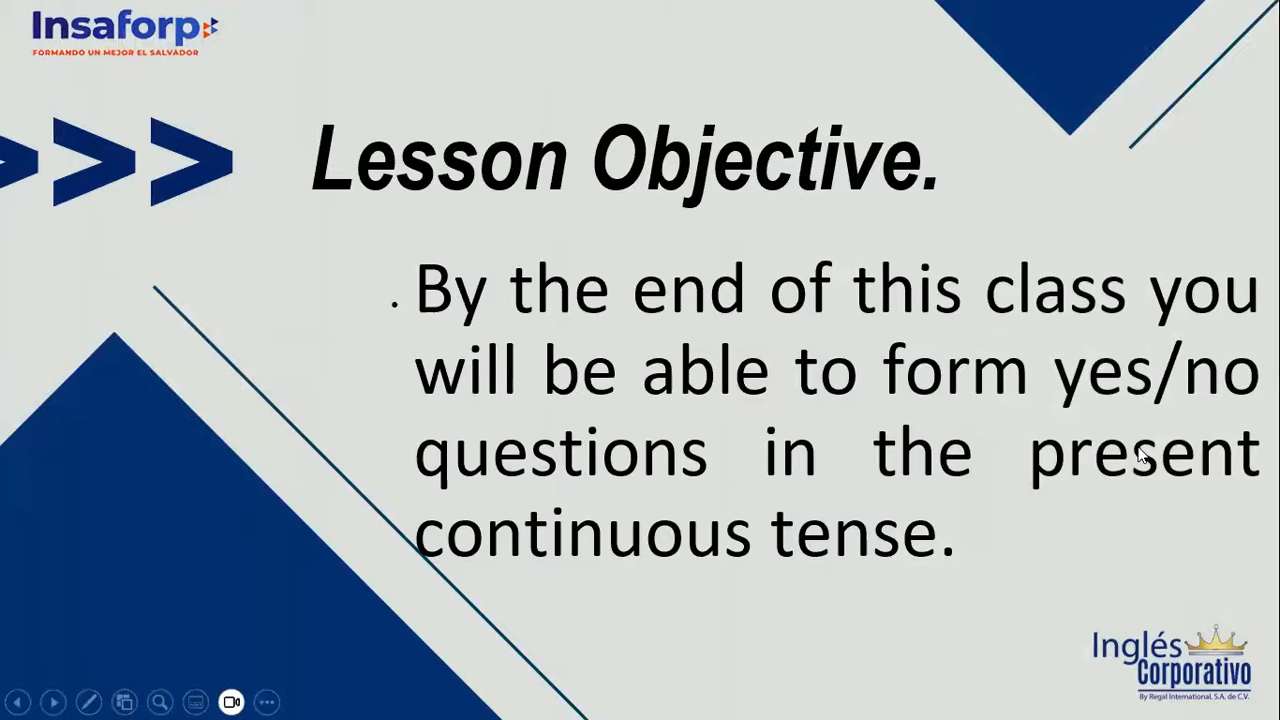 Insaforp
FORMANDO UN MEJOR EL SALVADOR
>>>
Lesson Objective.
. By the end of this class you
will be able to form yes/no
questions in the present
continuous tense.
Inglés
Corporativo
By Regal International, S.A. de C.V.